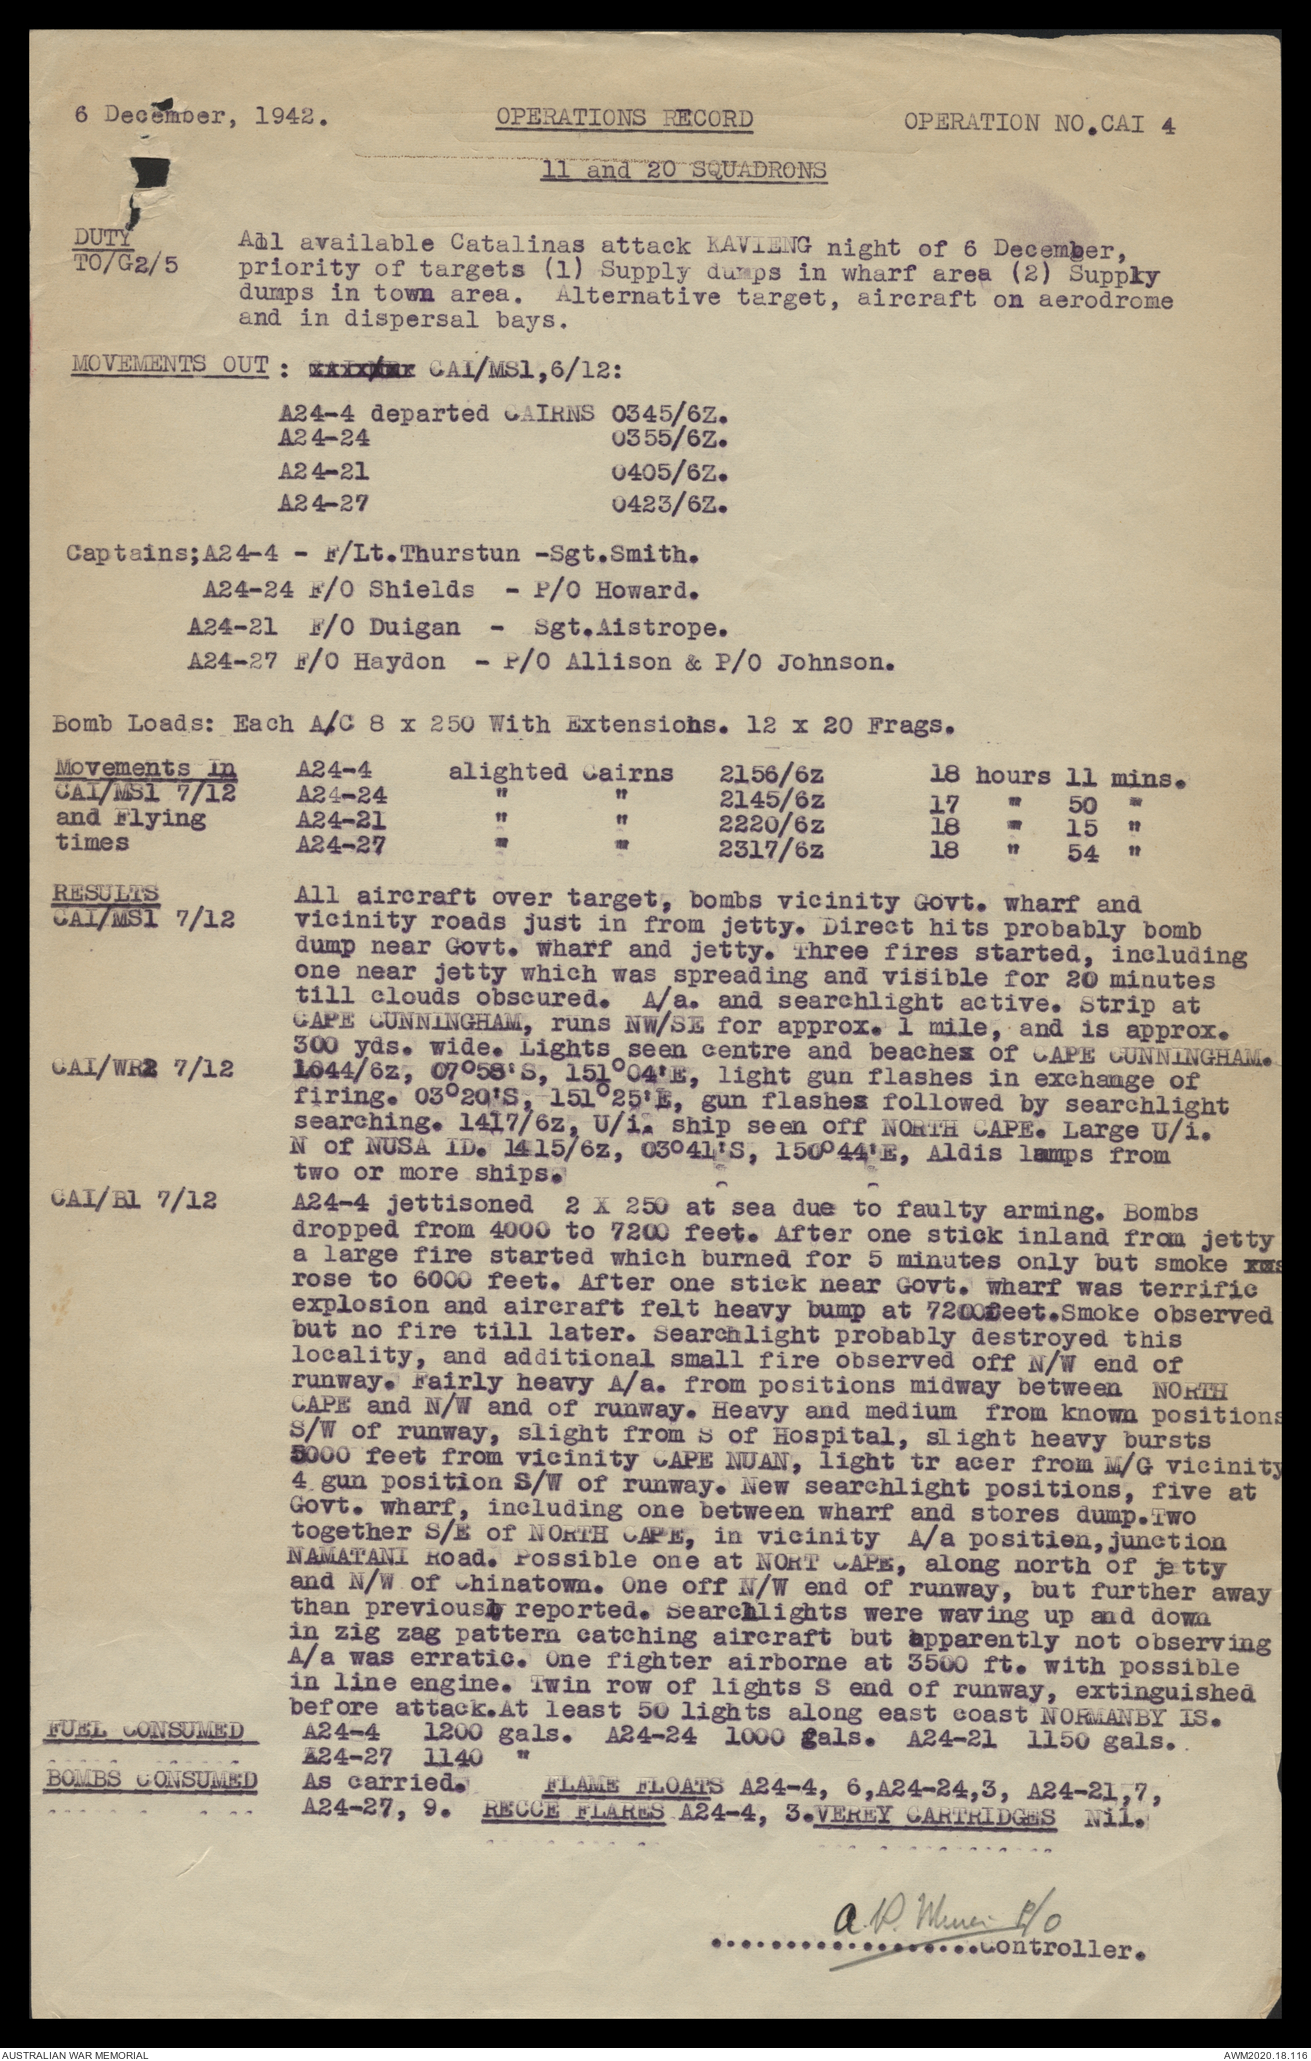 6 December, 1942. OPERATIONS RECORD OPERATION NO.CAI 4
11 and 20 SQUADRONS
DUTY All available Catalinas attack KAVIENG night of 6 December,
TO/G2/5 priority of targets (1) Supply dumps in wharf area (2) Supply
dumps in town area. Alternative target, aircraft on aerodrome
and in dispersal bays.
MOVEMENTS OUT : CAI/MS1,6/12:
A24-4 departed CAIRNS 0345/6Z.
A24-24 0355/6Z.
A24-21 0405/6Z.
A24-27 0423/6Z.
Captains;A24-4 - F/Lt.Thurstun -Sgt.Smith.
A24-24 F/O Shields - P/O Howard.
A24-21 F/O Duigan - Sgt.Aistrope.
A24-27 F/O Haydon - P/O Allison & P/O Johnson.
Bomb Loads: Each A/C 8 x 250 With Extensions. 12 x 20 Frags.
Movements In A24-4 alighted Cairns 2156/6z 18 hours 11 mins.
CAI/MS1 7/12 A24-24 " " 2145/6z 17 " 50 "
and Flying A24-21 " " 2220/6z 18 " 15 "
times A24-27 " " 2317/6z 18 " 54 "
RESULTS All aircraft over target, bombs vicinity Govt. wharf and
CAI/MS1 7/12 vicinity roads just in from jetty. Direct hits probably bomb
dump near Govt. wharf and jetty. Three fires started, including
one near jetty which was spreading and visible for 20 minutes
till clouds obscured. A/a. and searchlight active. Strip at
CAPE CUNNINGHAM, runs NW/SE for approx. 1 mile, and is approx.
300 yds. wide. Lights seen centre and beaches of CAPE CUNNINGHAM.
CAI/WR2 7/12 1044/6z, 07°58'S, 151°04'E, light gun flashes in exchange of
firing. 03°20'S, 151°25'E, gun flashes followed by searchlight
searching. 1417/6z, U/i. ship seen off NORTH CAPE. Large U/i.
N of NUSA ID. 1415/6z, 03°41'S, 150°44'E, Aldis lamps from
two or more ships.
CAI/B1 7/12 A24-4 jettisoned 2 X 250 at sea due to faulty arming. Bombs
dropped from 4000 to 7200 feet. After one stick inland from jetty
a large fire started which burned for 5 minutes only but smoke
rose to 6000 feet. After one stick near Govt. wharf was terrific
explosion and aircraft felt heavy bump at 7200feet.Smoke observed
but no fire till later. Searchlight probably destroyed this
locality, and additional small fire observed off N/W end of
runway. Fairly heavy A/a. from positions midway between NORTH
CAPE and N/W and of runway. Heavy and medium from known positions
S/W of runway, slight from S of Hospital, slight heavy bursts
5000 feet from vicinity CAPE NUAN, light tr acer from M/G vicinity
4 gun position S/W of runway. New searchlight positions, five at
Govt. wharf, including one between wharf and stores dump.Two
together S/E of NORTH CAPE, in vicinity A/a position,junction
NAMATANI Road. Possible one at NORT CAPE, along north of jetty
and N/W of Chinatown. One off N/W end of runway, but further away
than previously reported. Searchlights were waving up and down
in zig zag pattern catching aircraft but apparently not observing
A/a was erratic. One fighter airborne at 3500 ft. with possible
in line engine. Twin row of lights S end of runway, extinguished
before attack.At least 50 lights along east coast NORMANBY IS.
FUEL CONSUMED A24-4 1200 gals. A24-24 1000 gals. A24-21 1150 gals.
A24-27 1140 "
BOMBS CONSUMED As carried. FLAME FLOATS A24-4, 6,A24-24,3, A24-21,7,
A24-27, 9. RECCE FLARES A24-4, 3.VEREY CARTRIDGES Nil.
P/O
..................Controller.
AUSTRALIAN WAR MEMORIAL AWM2020.18.116